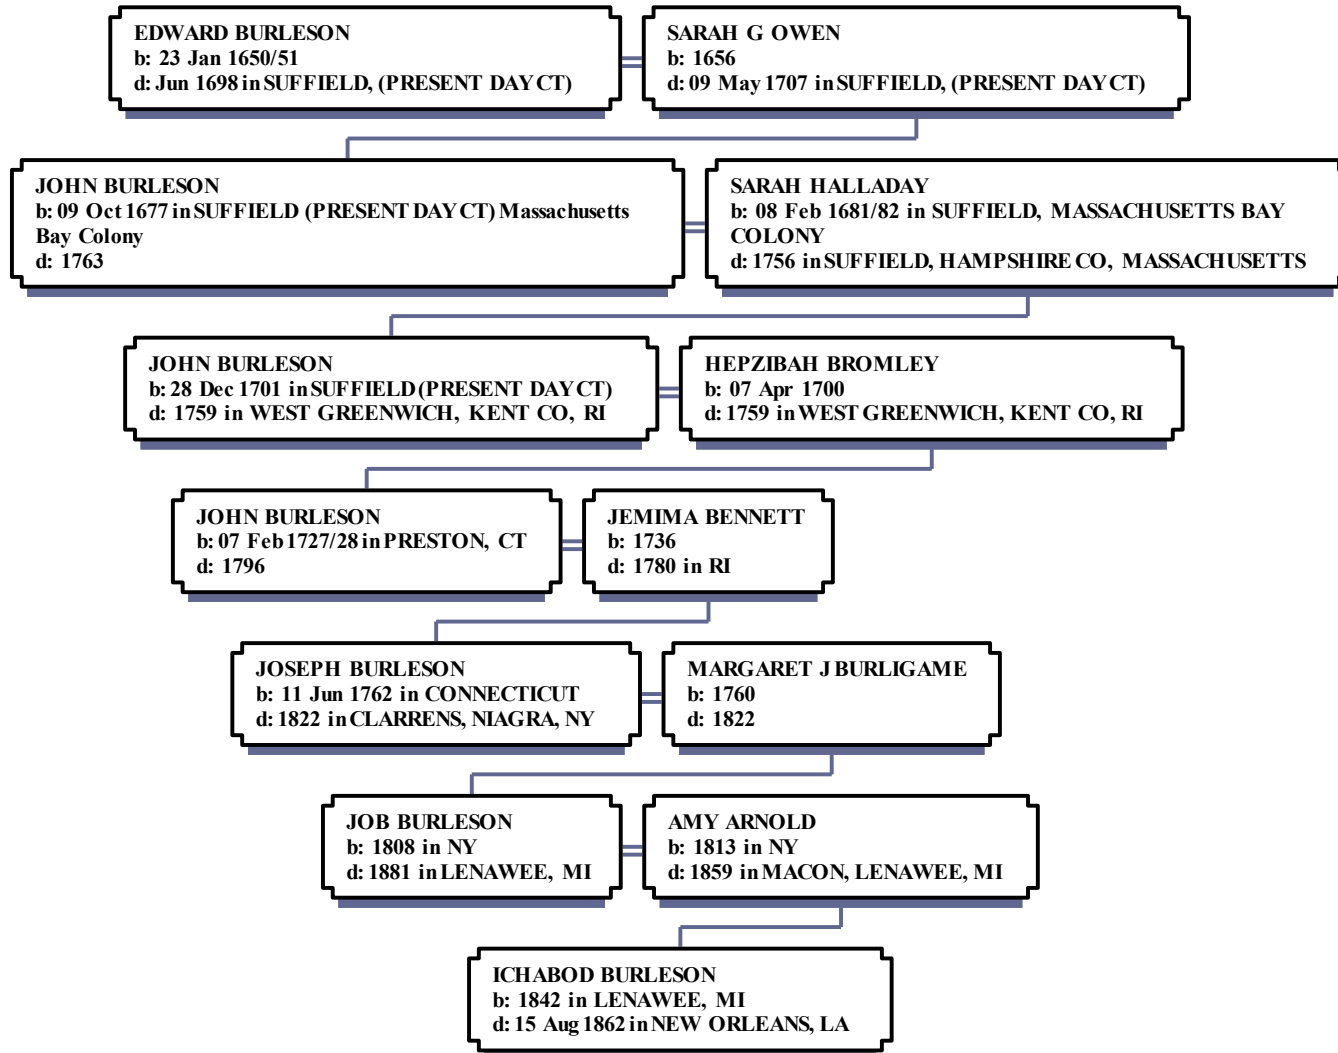 EDWARD BURLESON
b: 23 Jan 1650/51
d: Jun 1698 in SUFFIELD, (PRESENT DAY CT)
SARAH G OWEN
b: 1656
d: 09 May 1707 in SUFFIELD, (PRESENT DAY CT)
JOHN BURLESON
b: 09 Oct 1677 in SUFFIELD (PRESENT DAY CT) Massachusetts
Bay Colony
d: 1763
SARAH HALLADAY
b: 08 Feb 1681/82 in SUFFIELD, MASSACHUSETTS BAY
COLONY
d: 1756 in SUFFIELD, HAMPSHIRE CO, MASSACHUSETTS
JOHN BURLESON
b: 28 Dec 1701 in SUFFIELD (PRESENT DAY CT)
d: 1759 in WEST GREENWICH, KENT CO, RI
HEPZIBAH BROMLEY
b: 07 Apr 1700
d: 1759 in WEST GREENWICH, KENT CO, RI
JOHN BURLESON
b: 07 Feb 1727/28 in PRESTON, CT
d: 1796
JEMIMA BENNETT
b: 1736
d: 1780 in RI
JOSEPH BURLESON
b: 11 Jun 1762 in CONNECTICUT
d: 1822 in CLARRENS, NIAGRA, NY
MARGARET J BURLIGAME
b: 1760
d: 1822
JOB BURLESON
b: 1808 in NY
d: 1881 in LENAWEE, MI
AMY ARNOLD
b: 1813 in NY
d: 1859 in MACON, LENAWEE, MI
ICHABOD BURLESON
b: 1842 in LENAWEE, MI
d: 15 Aug 1862 in NEW ORLEANS, LA